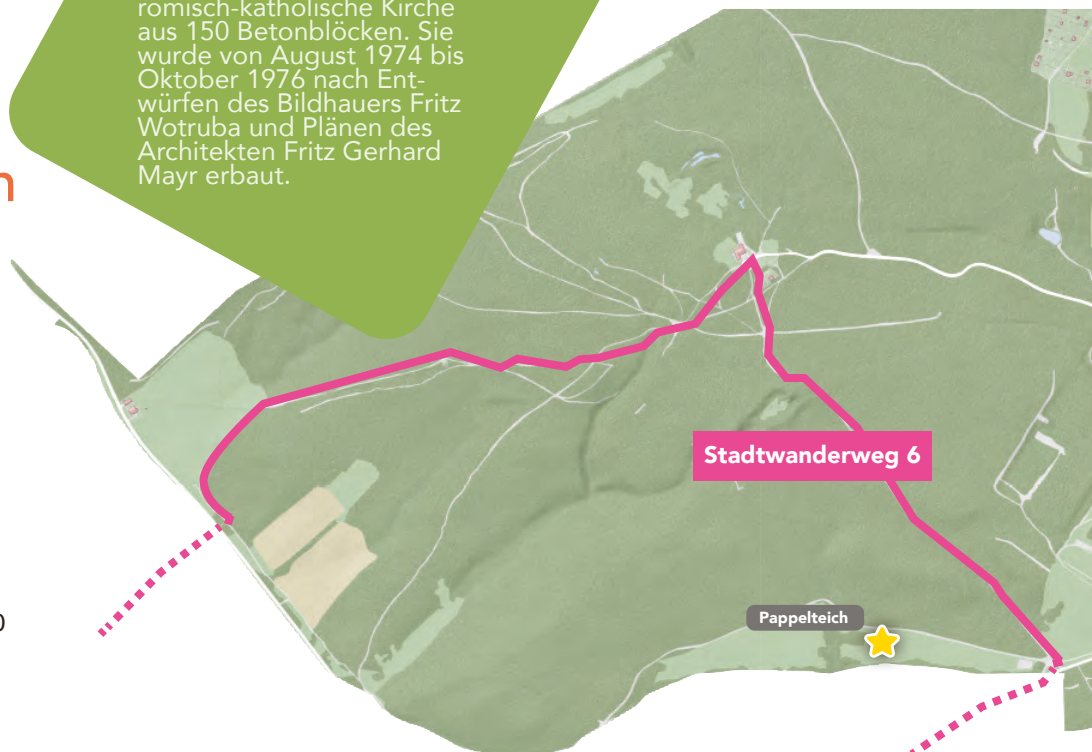 römisch-katholische Kirche
aus 150 Betonblöcken. Sie
wurde von August 1974 bis
Oktober 1976 nach Ent-
würfen des Bildhauers Fritz
Wotruba und Plänen des
Architekten Fritz Gerhard
Mayr erbaut.
n
Stadtwanderweg 6
Pappelteich
0